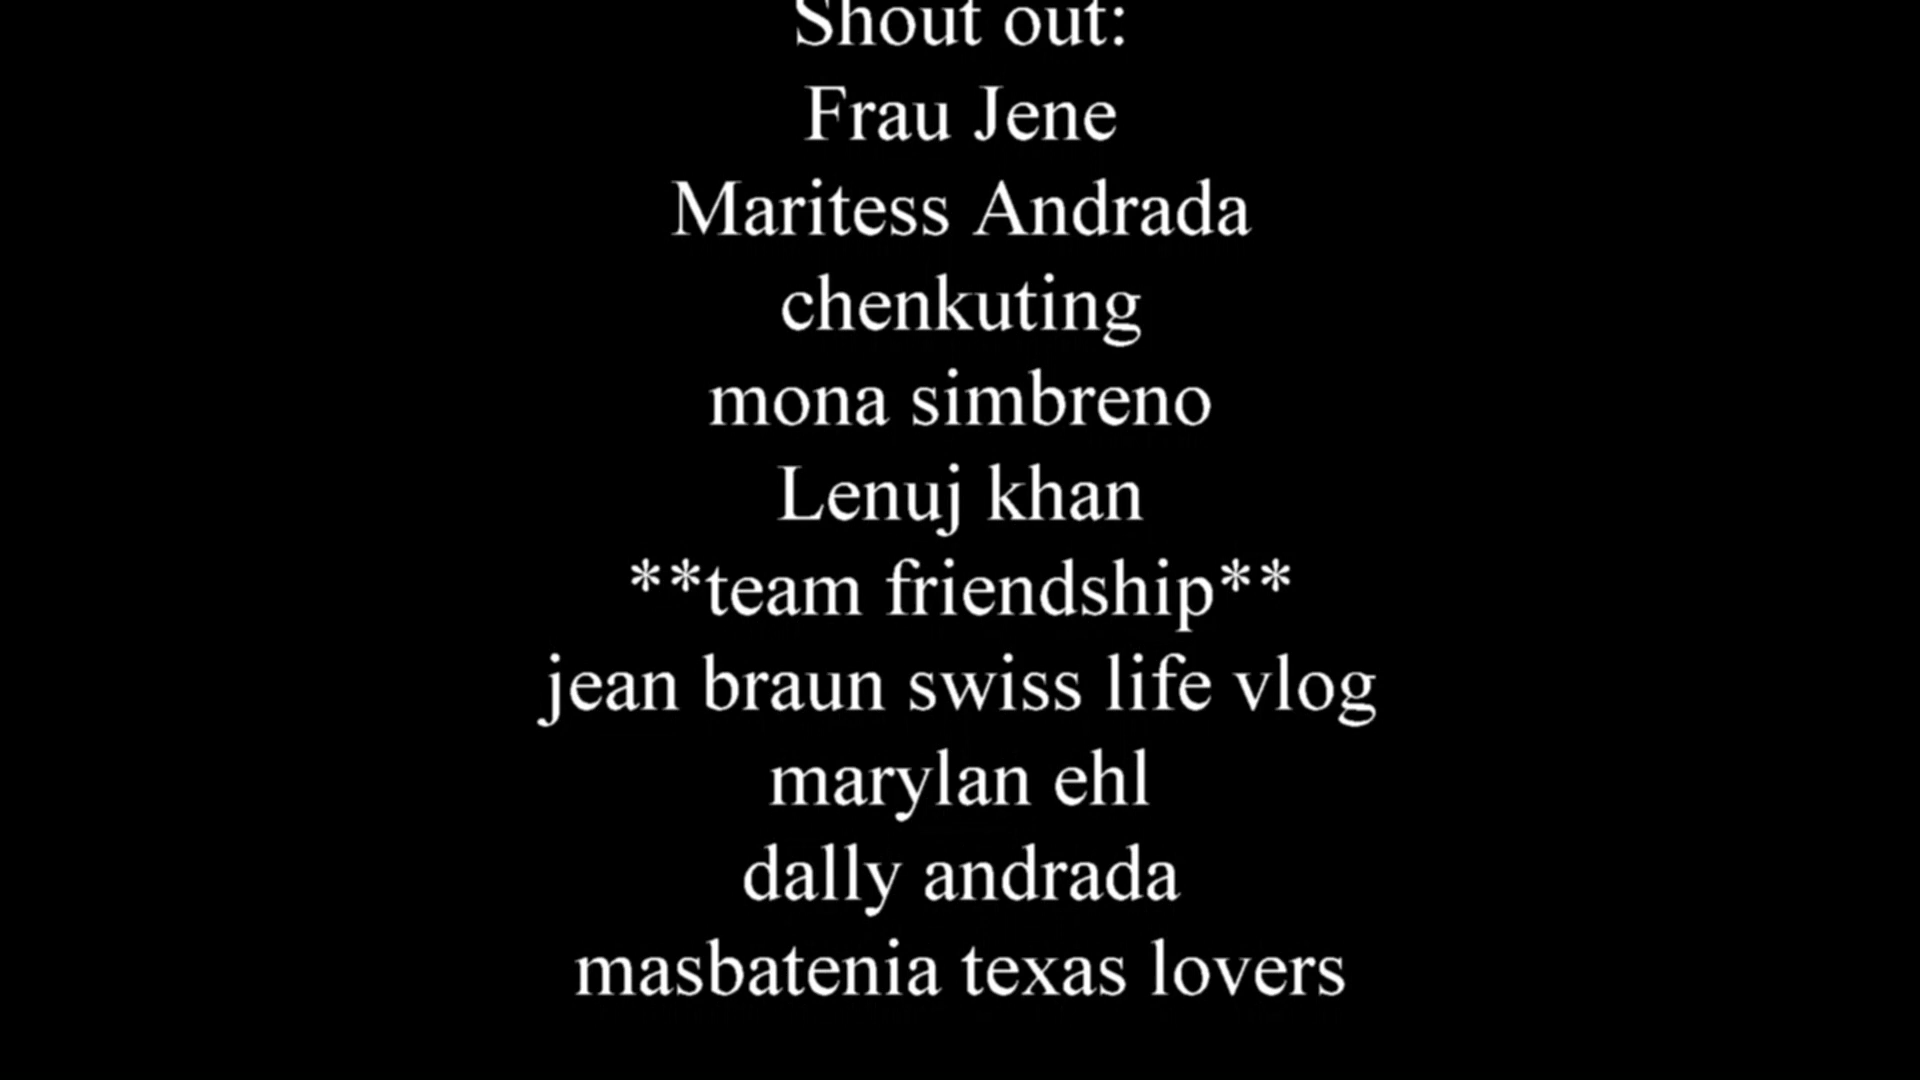 Shout out:
Frau Jene
Maritess Andrada
chenkuting
mona simbreno
Lenuj khan
**team friendship**
jean braun swiss life vlog
marylan ehl
dally andrada
masbatenia texas lovers